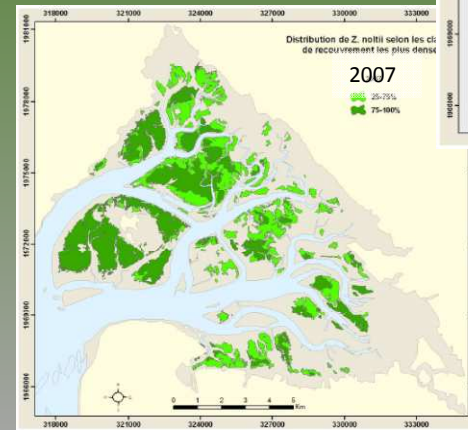 318000 321000 324000 327000 330000 333000
Distribution de Z. noltii selon les cla
de recouvrement les plus dense
2007
25-75%
75-100%
1981000
1978000
1975000
1972000
1969000
1966000
0 1 2 3 4 5
Km
318000 321000 324000 327000 330000 333000